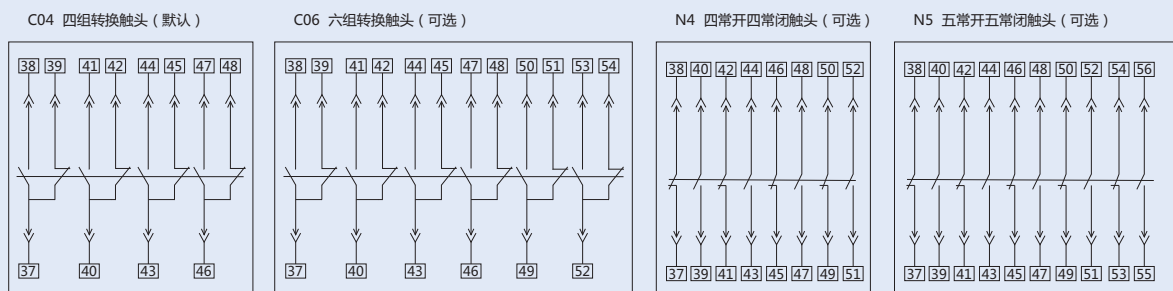 C04 四组转换触头（默认）
38 39 41 42 44 45 47 48
37 40 43 46
C06 六组转换触头（可选）
38 39 41 42 44 45 47 48 50 51 53 54
37 40 43 46 49 52
N4 四常开四常闭触头（可选）
38 40 42 44 46 48 50 52
37 39 41 43 45 47 49 51
N5 五常开五常闭触头（可选）
38 40 42 44 46 48 50 52 54 56
37 39 41 43 45 47 49 51 53 55